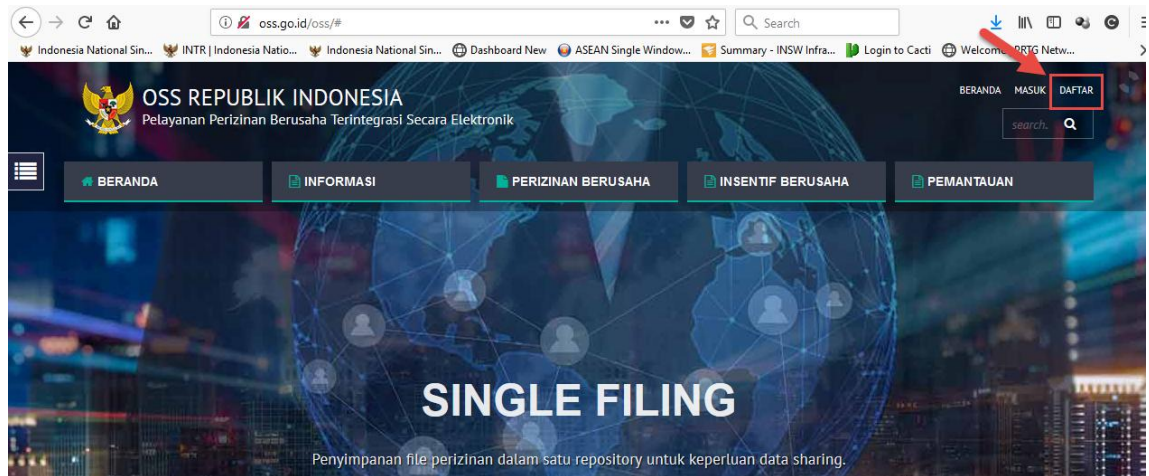 oss.go.id/oss/#
Search
Indonesia National Sin...
INTR | Indonesia Natio...
Indonesia National Sin...
Dashboard New
ASEAN Single Window...
Summary - INSW Infra...
Login to Cacti
OSS REPUBLIK INDONESIA
Pelayanan Perizinan Berusaha Terintegrasi Secara Elektronik
BERANDA MASUK DAFTAR
search.
BERANDA
INFORMASI
PERIZINAN BERUSAHA
INSENTIF BERUSAHA
PEMANTAUAN
SINGLE FILING
Penyimpanan file perizinan dalam satu repository untuk keperluan data sharing.